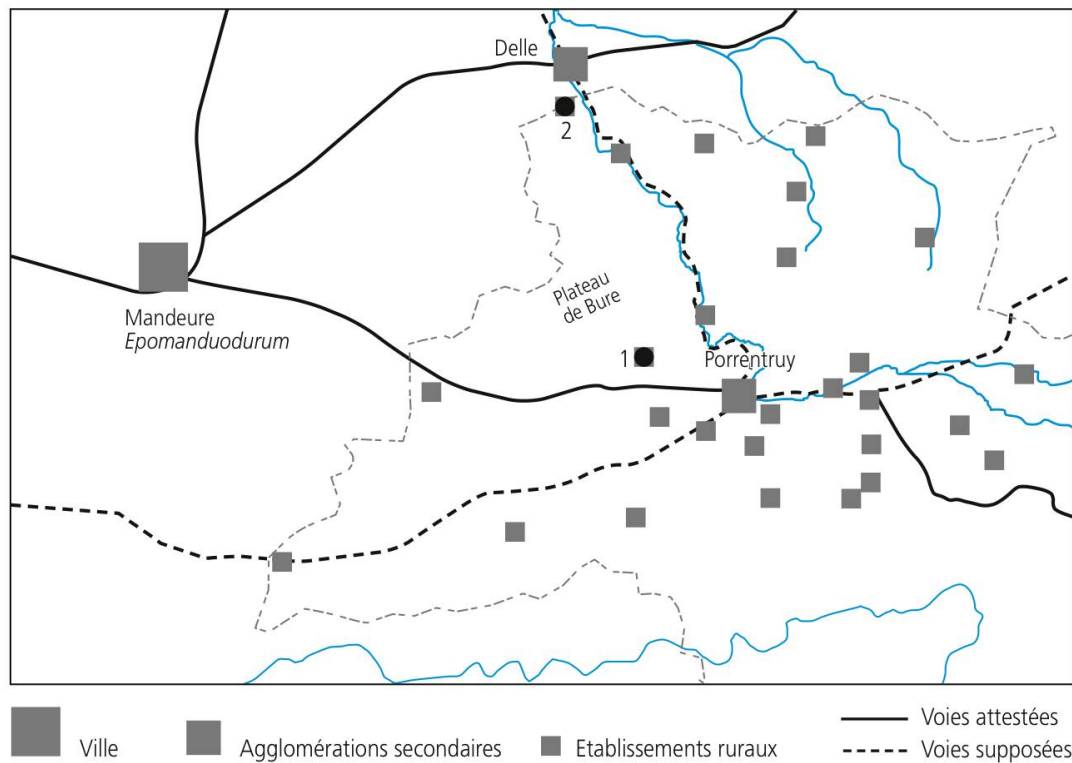 Delle
2
Plateau
de Bure
Mandeure
Epomanduodurum
1
Porrentruy
Ville
Agglomérations secondaires
Etablissements ruraux
Voies attestées
Voies supposées